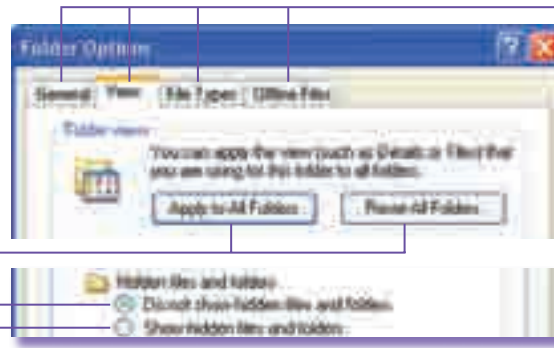 Folder Options
General View File Types Offline Files
Folder views
You can apply the view (such as Details or Tiles) that
you are using for this folder to all folders.
Apply to All Folders Reset All Folders
Hidden files and folders
Do not show hidden files and folders
Show hidden files and folders